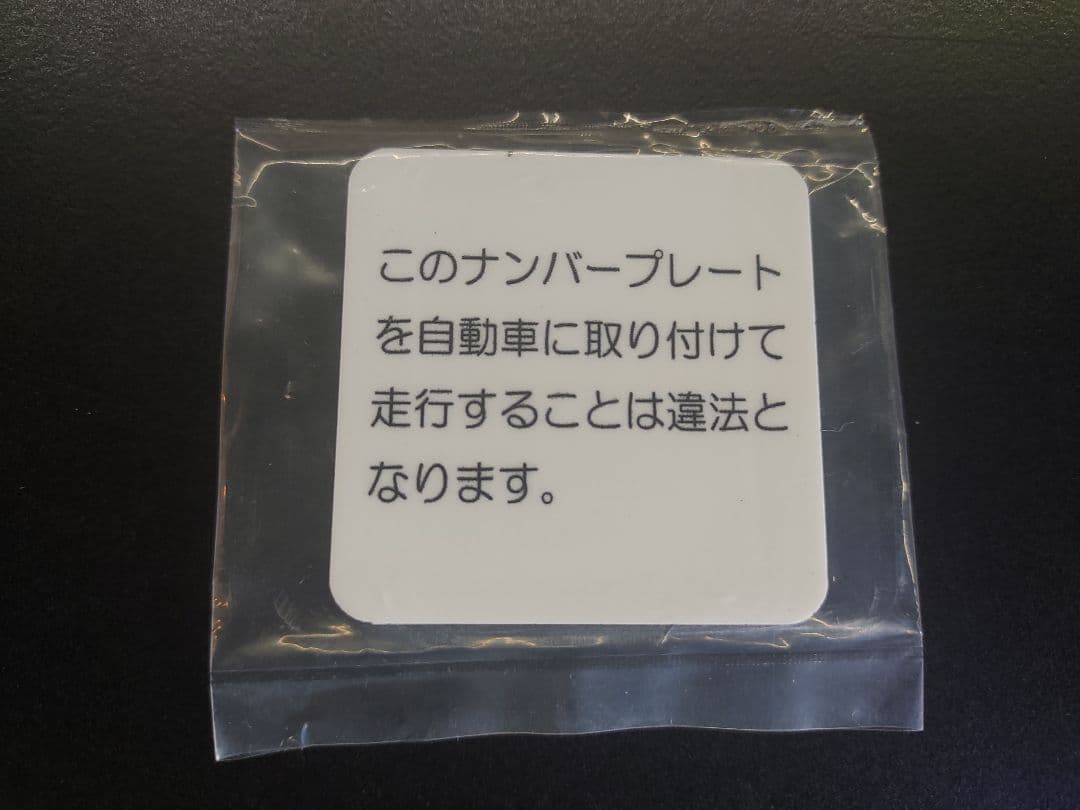 このナンバープレート
を自動車に取り付けて
走行することは違法と
なります。